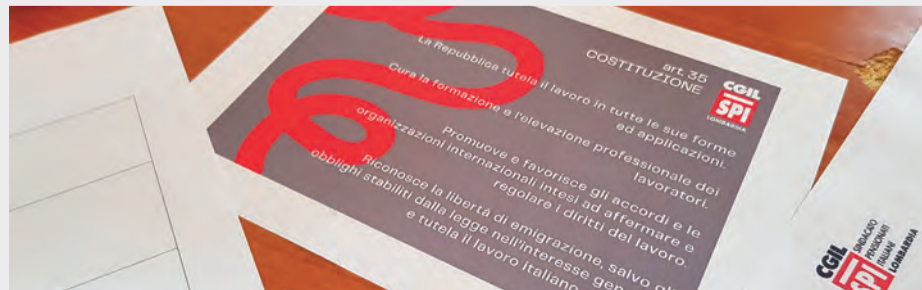 art. 35
COSTITUZIONE
CGIL
SPI
LOMBARDIA
La Repubblica tutela il lavoro in tutte le sue forme
ed applicazioni.
Cura la formazione e l'elevazione professionale dei
lavoratori.
Promuove e favorisce gli accordi e le
organizzazioni internazionali intesi ad affermare e
regolare i diritti del lavoro.
Riconosce la libertà di emigrazione, salvo gli
obblighi stabiliti dalla legge nell'interesse gen
e tutela il lavoro italiano
CGIL
SPI
SINDACATO
PENSIONATI
ITALIANI
LOMBARDIA